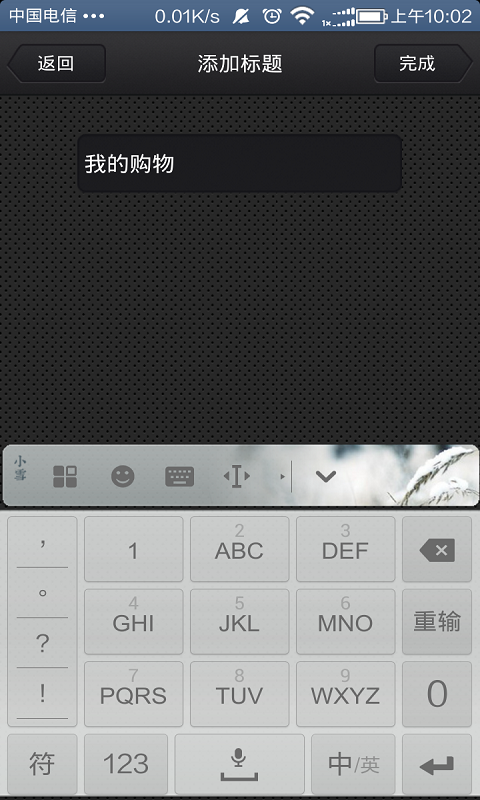 中国电信 ••• 0.01K/s 1x 上午10:02
返回 添加标题 完成
我的购物
小雪
， 1 2 ABC 3 DEF
。 4 GHI 5 JKL 6 MNO 重输
？
！ 7 PQRS 8 TUV 9 WXYZ 0
符 123 中/英